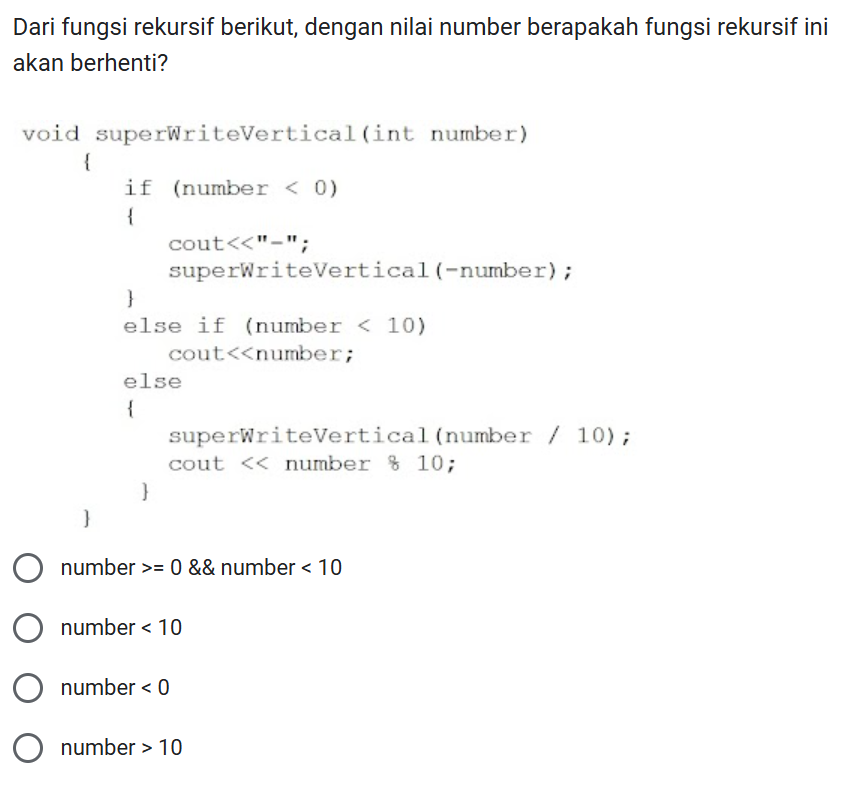 Dari fungsi rekursif berikut, dengan nilai number berapakah fungsi rekursif ini
akan berhenti?
void superWriteVertical(int number)
{
if (number < 0)
{
cout<<"-";
superWriteVertical(-number);
}
else if (number < 10)
cout<<number;
else
{
superWriteVertical(number / 10);
cout << number % 10;
}
}
number >= 0 && number < 10
number < 10
number < 0
number > 10